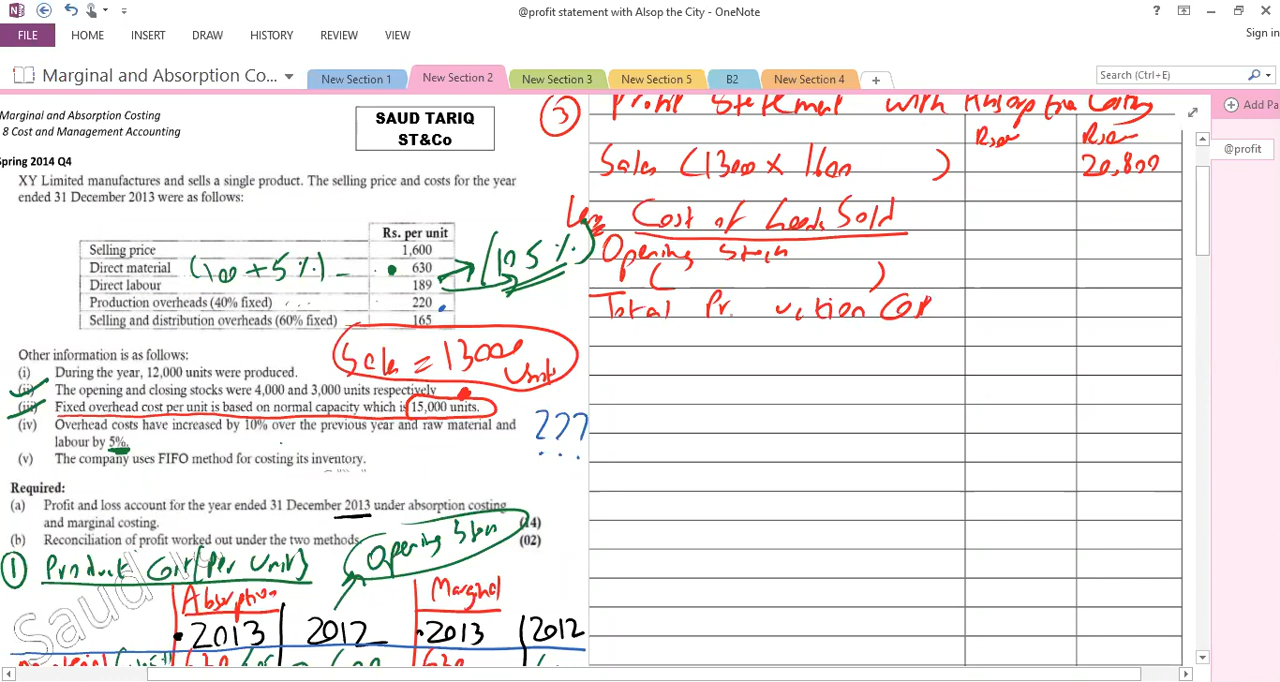 @profit statement with Alsop the City - OneNote
Sign in
FILE HOME INSERT DRAW HISTORY REVIEW VIEW
Marginal and Absorption Co...
New Section 1
New Section 2
New Section 3
New Section 5
B2
New Section 4
Search (Ctrl+E)
Add Pa
@profit
Marginal and Absorption Costing
8 Cost and Management Accounting
SAUD TARIQ
ST&Co
Spring 2014 Q4
XY Limited manufactures and sells a single product. The selling price and costs for the year
ended 31 December 2013 were as follows:
Rs. per unit
Selling price 1,600
Direct material (100 + 5%) 630
Direct labour 189
Production overheads (40% fixed) 220
Selling and distribution overheads (60% fixed) 165
(105%)
Sales = 13000
Units
Other information is as follows:
(i) During the year, 12,000 units were produced.
(ii) The opening and closing stocks were 4,000 and 3,000 units respectively
(iii) Fixed overhead cost per unit is based on normal capacity which is 15,000 units.
(iv) Overhead costs have increased by 10% over the previous year and raw material and
labour by 5%.
(v) The company uses FIFO method for costing its inventory.
???
Required:
(a) Profit and loss account for the year ended 31 December 2013 under absorption costing
and marginal costing. (14)
(b) Reconciliation of profit worked out under the two methods. (02)
Opening
1 Product Cost (Per Unit)
Absorption
Marginal
2013 2012 2013 2012
3 Profit Statement with Absorption Costing
Sales (13000 x 1600 ) 20,800
Less Cost of Goods Sold
Opening
( )
Total